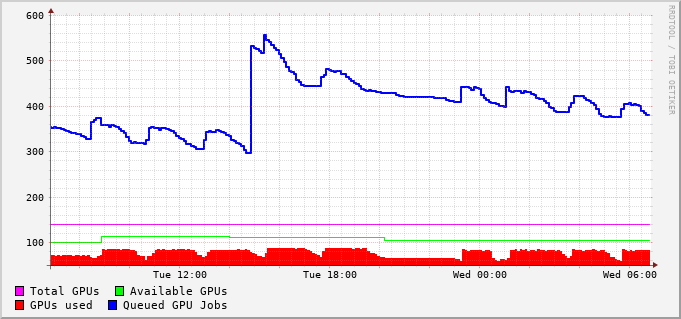 600
500
400
300
200
100
Tue 12:00 Tue 18:00 Wed 00:00 Wed 06:00
Total GPUs Available GPUs
GPUs used Queued GPU Jobs
RRDTOOL / TOBI OETIKER